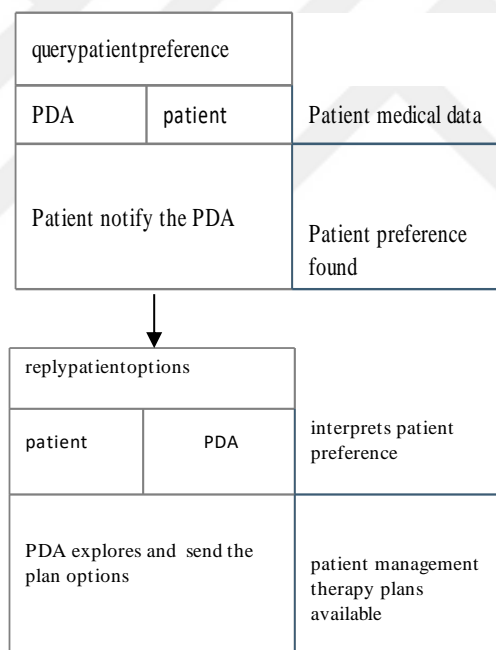 querypatientpreference
PDA
patient
Patient medical data
Patient notify the PDA
Patient preference
found
replypatientoptions
patient
PDA
interprets patient
preference
PDA explores and send the
plan options
patient management
therapy plans
available